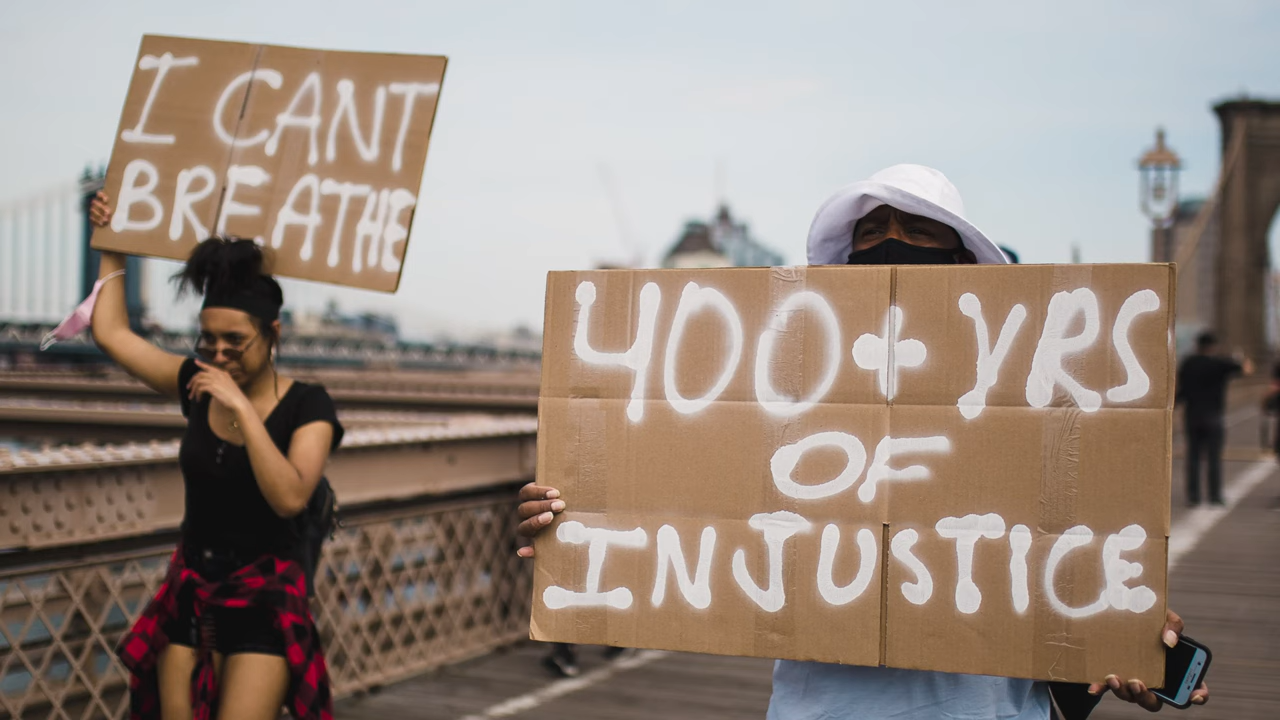 I CANT
BREATHE
400+ YRS
OF
INJUSTICE